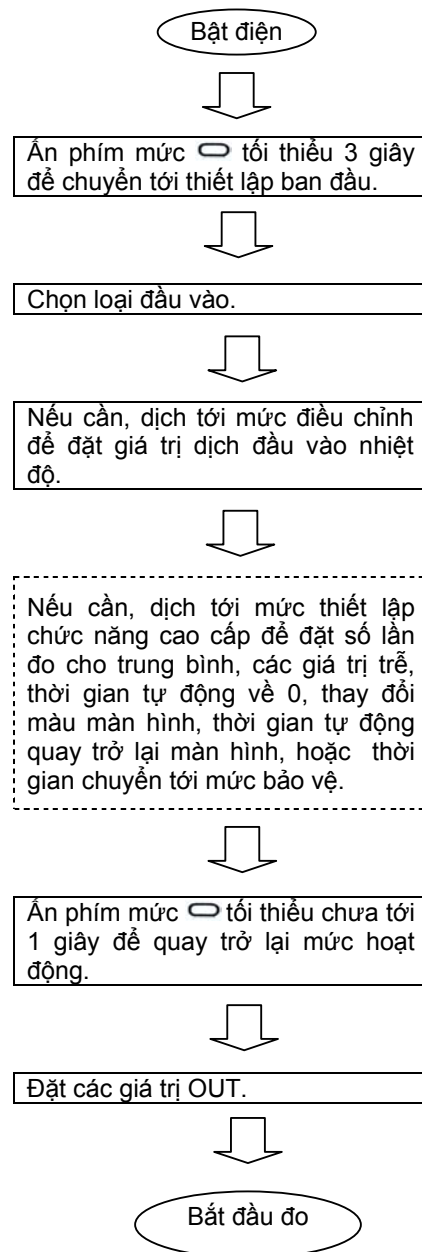 Bật điện
Ấn phím mức tối thiểu 3 giây
để chuyển tới thiết lập ban đầu.
Chọn loại đầu vào.
Nếu cần, dịch tới mức điều chỉnh
để đặt giá trị dịch đầu vào nhiệt
độ.
Nếu cần, dịch tới mức thiết lập
chức năng cao cấp để đặt số lần
đo cho trung bình, các giá trị trễ,
thời gian tự động về 0, thay đổi
màu màn hình, thời gian tự động
quay trở lại màn hình, hoặc thời
gian chuyển tới mức bảo vệ.
Ấn phím mức tối thiểu chưa tới
1 giây để quay trở lại mức hoạt
động.
Đặt các giá trị OUT.
Bắt đầu đo